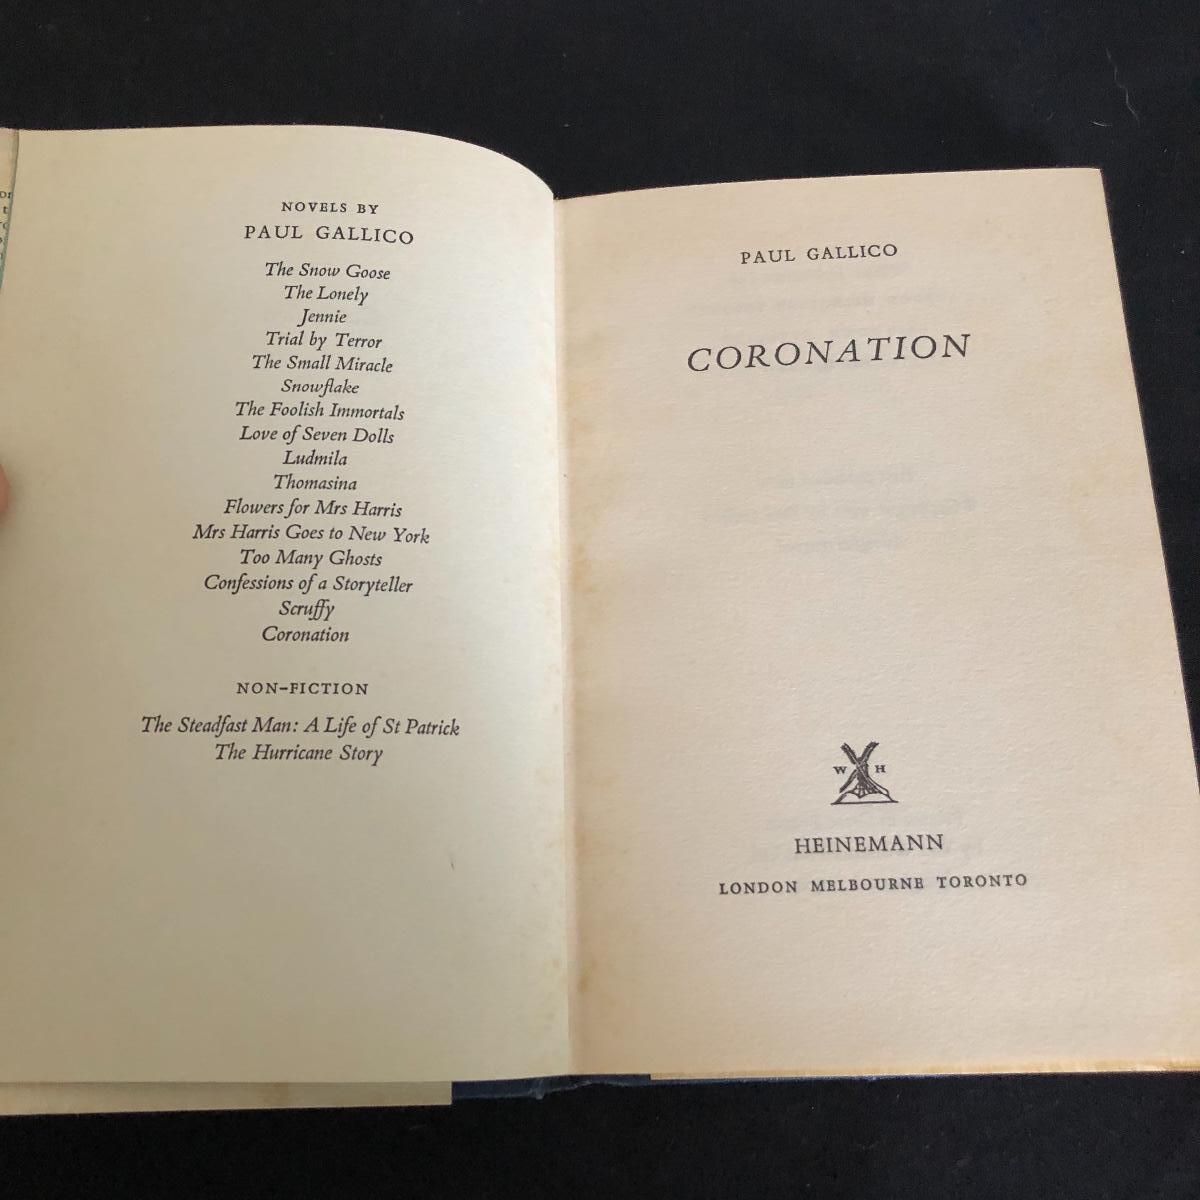 NOVELS BY
PAUL GALLICO
The Snow Goose
The Lonely
Jennie
Trial by Terror
The Small Miracle
Snowflake
The Foolish Immortals
Love of Seven Dolls
Ludmila
Thomasina
Flowers for Mrs Harris
Mrs Harris Goes to New York
Too Many Ghosts
Confessions of a Storyteller
Scruffy
Coronation
NON-FICTION
The Steadfast Man: A Life of St Patrick
The Hurricane Story
PAUL GALLICO
CORONATION
W H
HEINEMANN
LONDON MELBOURNE TORONTO